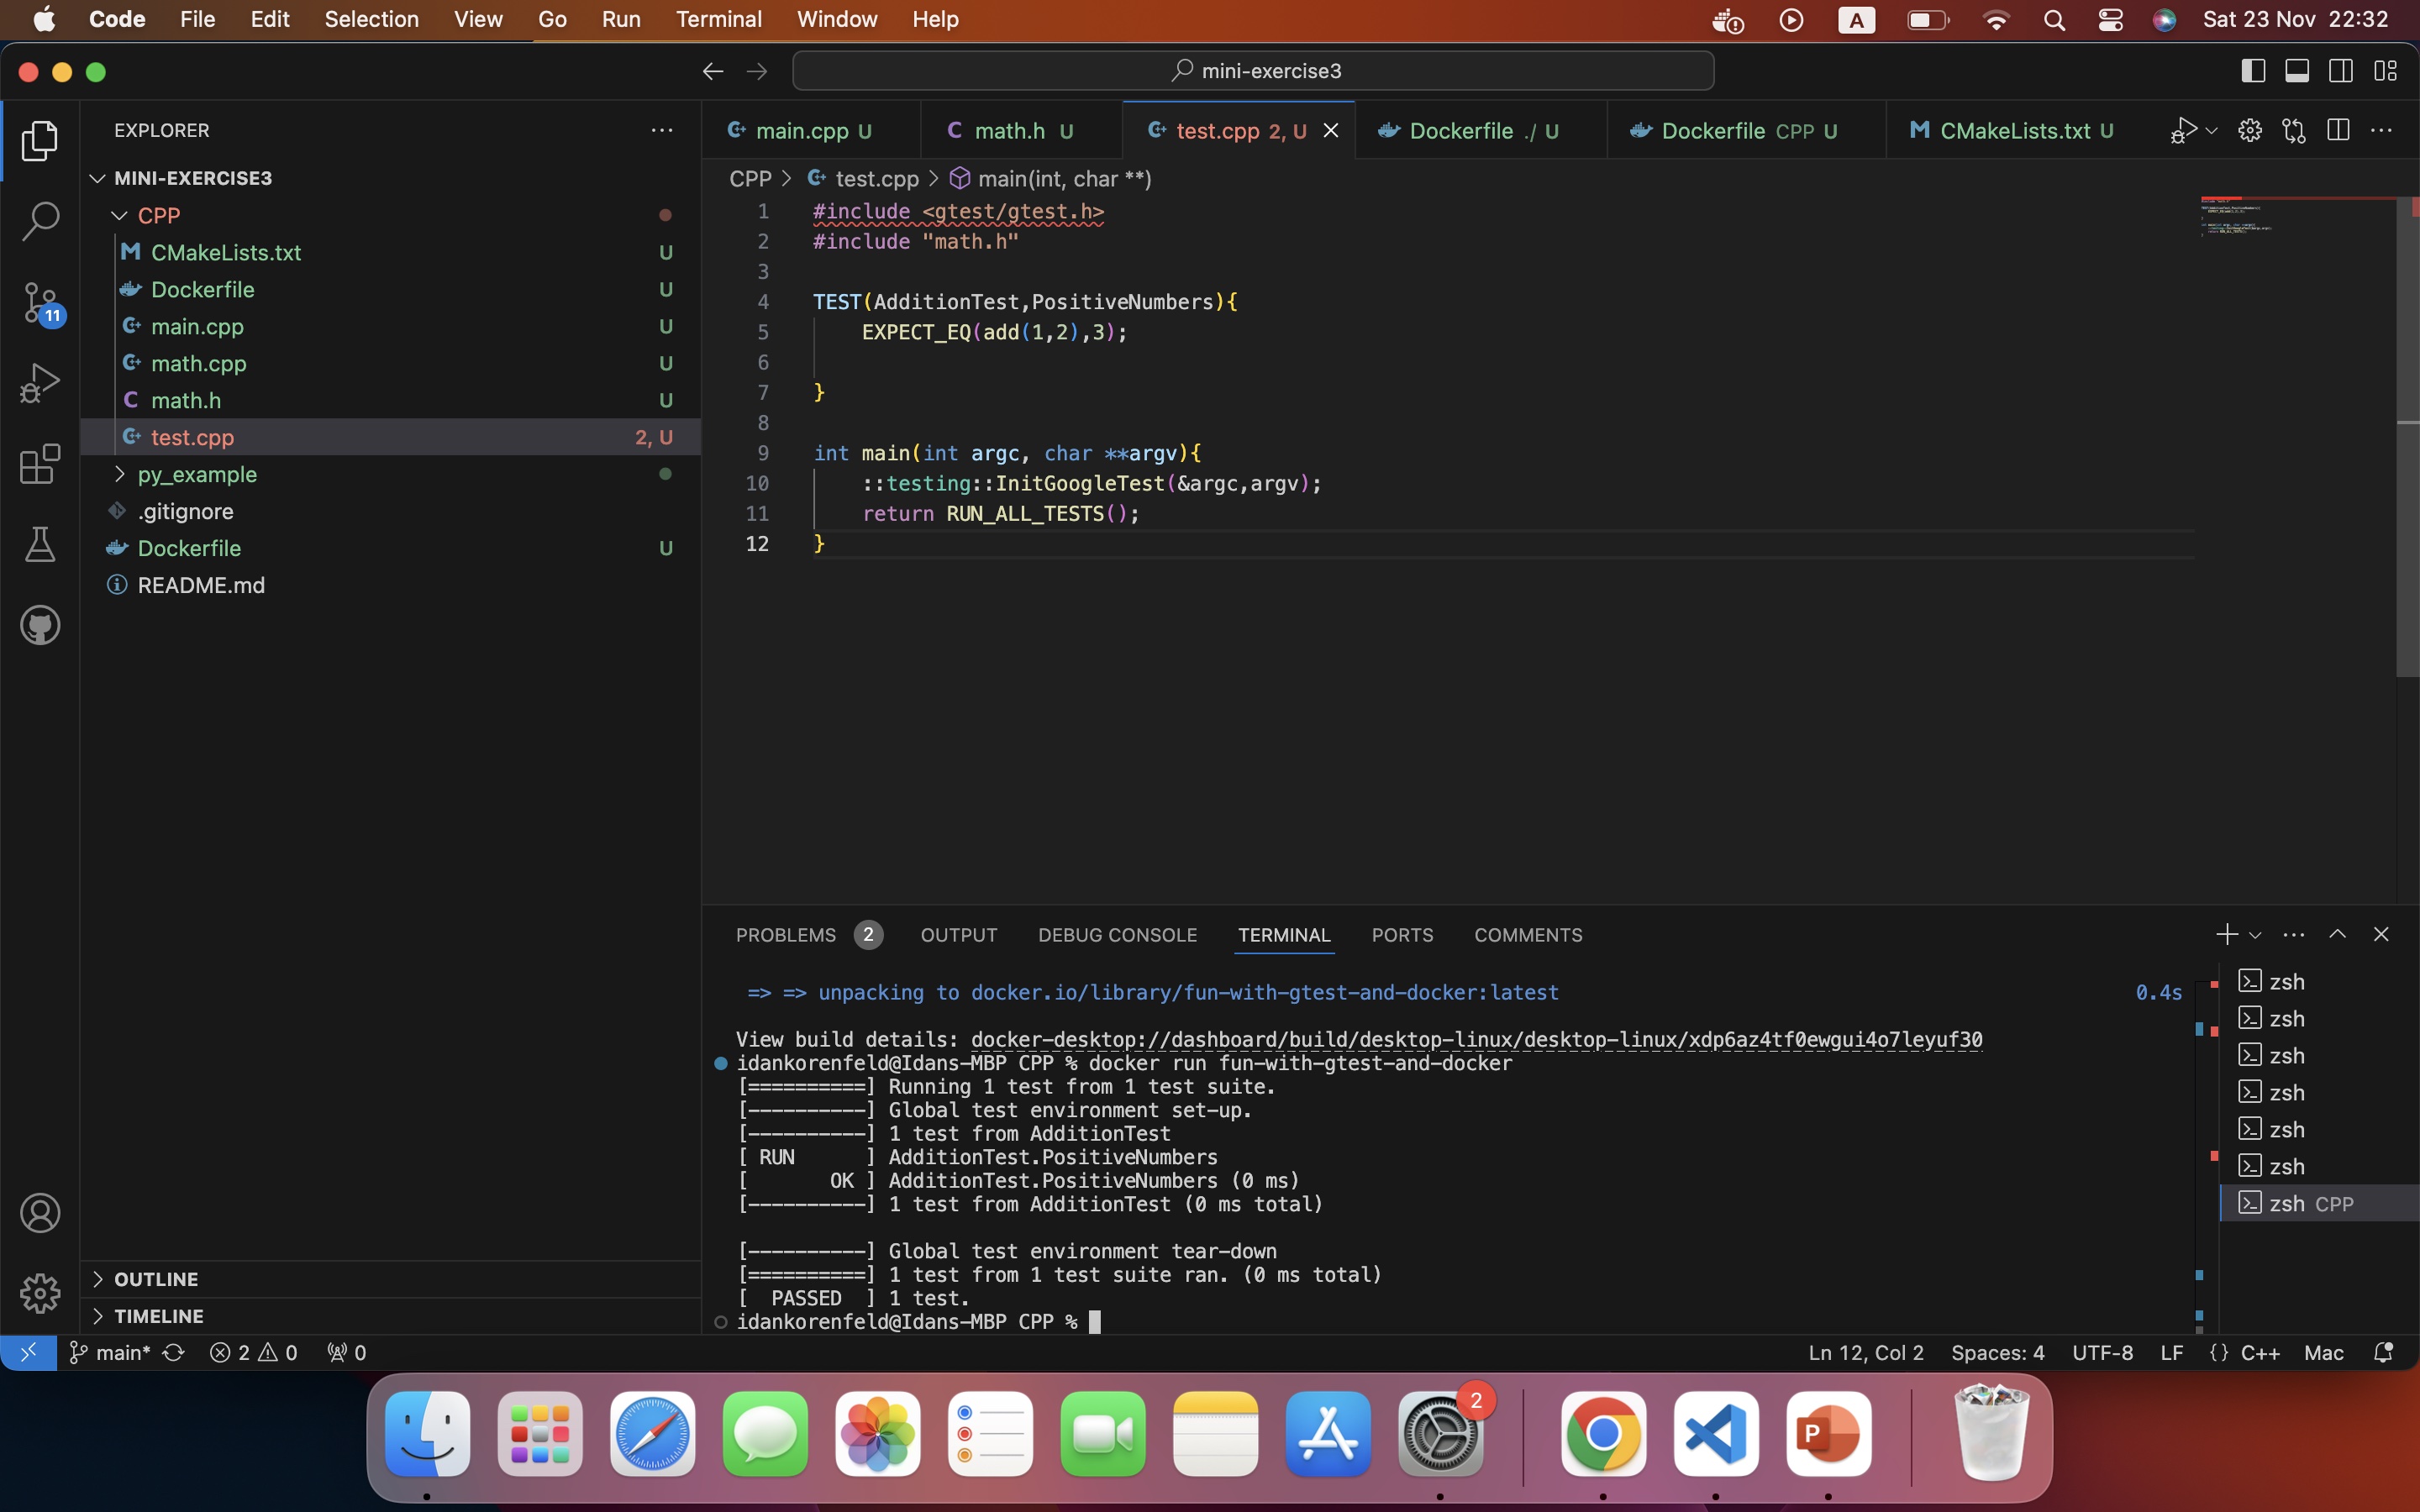 Code File Edit Selection View Go Run Terminal Window Help A Sat 23 Nov 22:32
mini-exercise3
EXPLORER
MINI-EXERCISE3
CPP
CMakeLists.txt U
Dockerfile U
main.cpp U
math.cpp U
math.h U
test.cpp 2, U
py_example
.gitignore
Dockerfile U
README.md
OUTLINE
TIMELINE
11
main.cpp U math.h U test.cpp 2, U Dockerfile ./ U Dockerfile CPP U CMakeLists.txt U
CPP > test.cpp > main(int, char **)
1 #include <gtest/gtest.h>
2 #include "math.h"
3
4 TEST(AdditionTest,PositiveNumbers){
5 EXPECT_EQ(add(1,2),3);
6
7 }
8
9 int main(int argc, char **argv){
10 ::testing::InitGoogleTest(&argc,argv);
11 return RUN_ALL_TESTS();
12 }
PROBLEMS 2 OUTPUT DEBUG CONSOLE TERMINAL PORTS COMMENTS
=> => unpacking to docker.io/library/fun-with-gtest-and-docker:latest 0.4s
View build details: docker-desktop://dashboard/build/desktop-linux/desktop-linux/xdp6az4tf0ewgui4o7leyuf30
idankorenfeld@Idans-MBP CPP % docker run fun-with-gtest-and-docker
[==========] Running 1 test from 1 test suite.
[----------] Global test environment set-up.
[----------] 1 test from AdditionTest
[ RUN      ] AdditionTest.PositiveNumbers
[       OK ] AdditionTest.PositiveNumbers (0 ms)
[----------] 1 test from AdditionTest (0 ms total)
[----------] Global test environment tear-down
[==========] 1 test from 1 test suite ran. (0 ms total)
[  PASSED  ] 1 test.
idankorenfeld@Idans-MBP CPP %
zsh
zsh
zsh
zsh
zsh
zsh
zsh CPP
main* 2 0 0 Ln 12, Col 2 Spaces: 4 UTF-8 LF {} C++ Mac
2
P